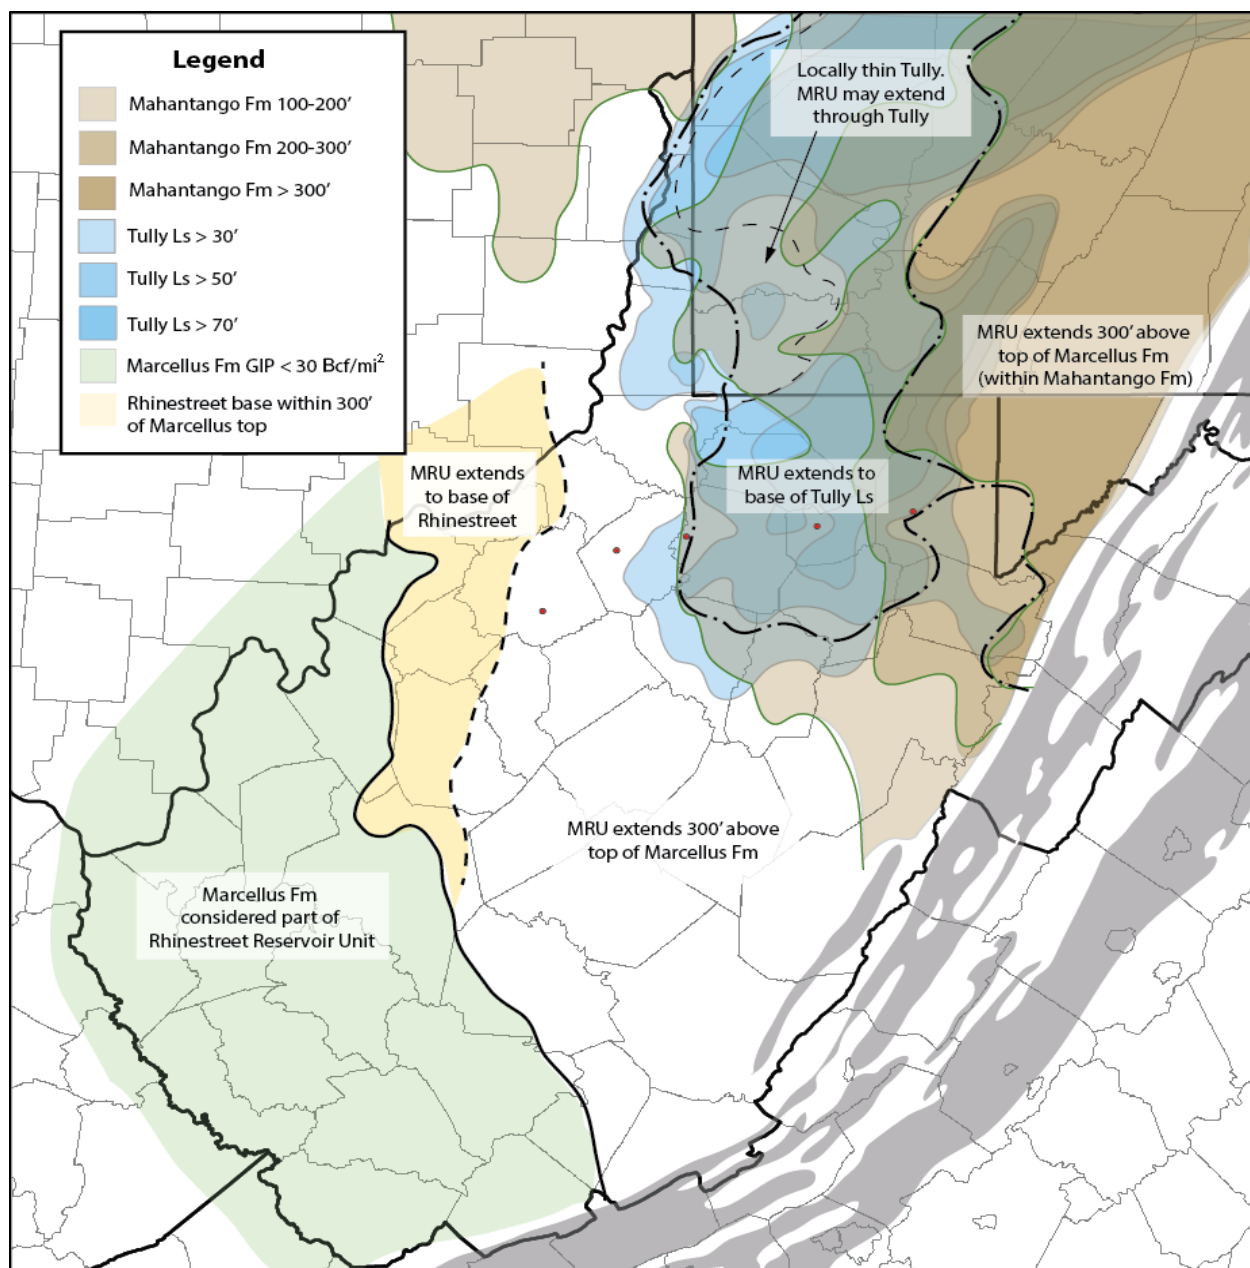 Legend
Mahantango Fm 100-200'
Mahantango Fm 200-300'
Mahantango Fm > 300'
Tully Ls > 30'
Tully Ls > 50'
Tully Ls > 70'
Marcellus Fm GIP < 30 Bcf/mi²
Rhinestreet base within 300'
of Marcellus top
Locally thin Tully.
MRU may extend
through Tully
MRU extends 300' above
top of Marcellus Fm
(within Mahantango Fm)
MRU extends
to base of
Rhinestreet
MRU extends to
base of Tully Ls
MRU extends 300' above
top of Marcellus Fm
Marcellus Fm
considered part of
Rhinestreet Reservoir Unit